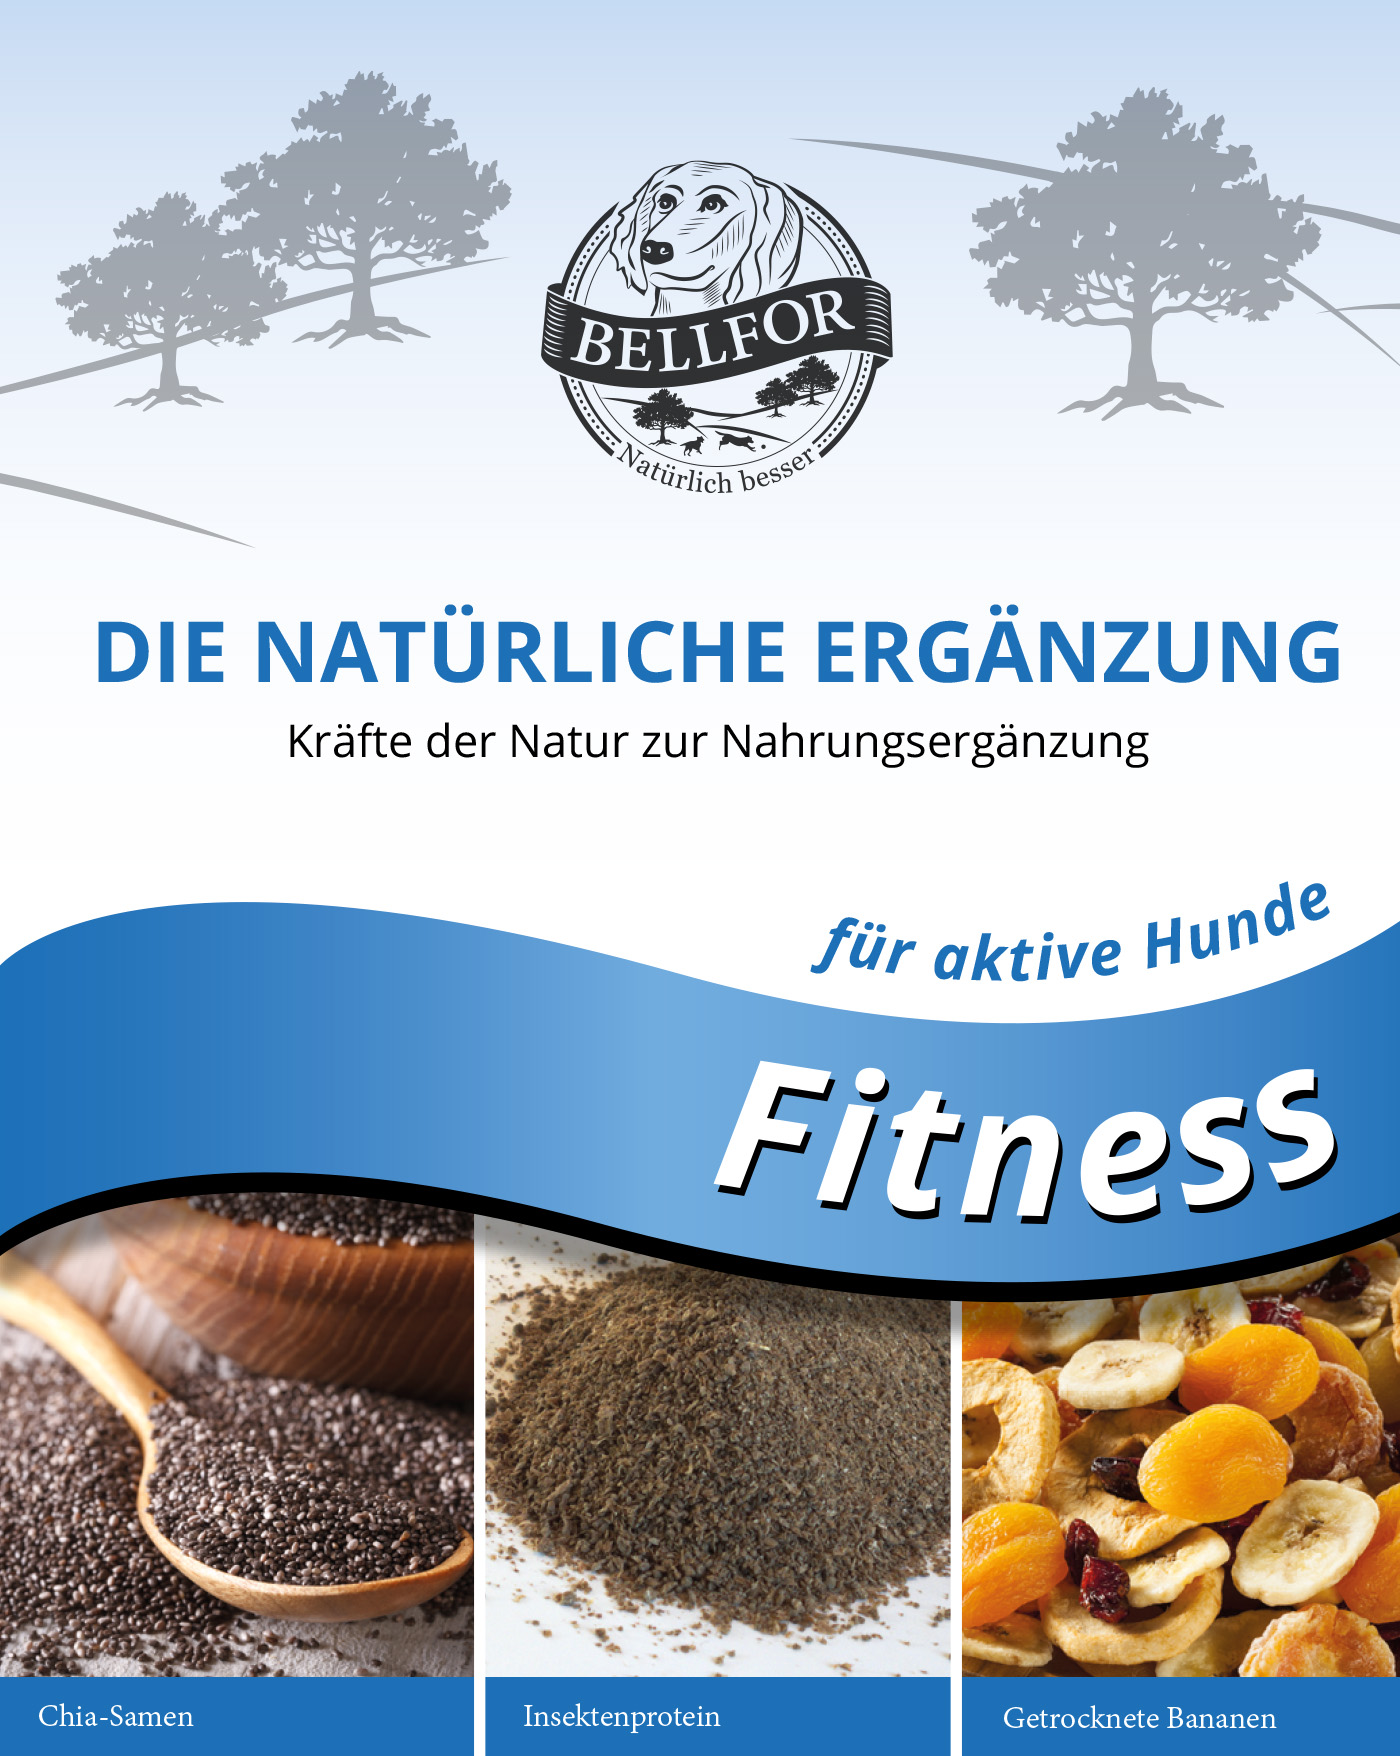 BELLFOR
Natürlich besser
DIE NATÜRLICHE ERGÄNZUNG
Kräfte der Natur zur Nahrungsergänzung
für aktive Hunde
Fitness
Chia-Samen
Insektenprotein
Getrocknete Bananen